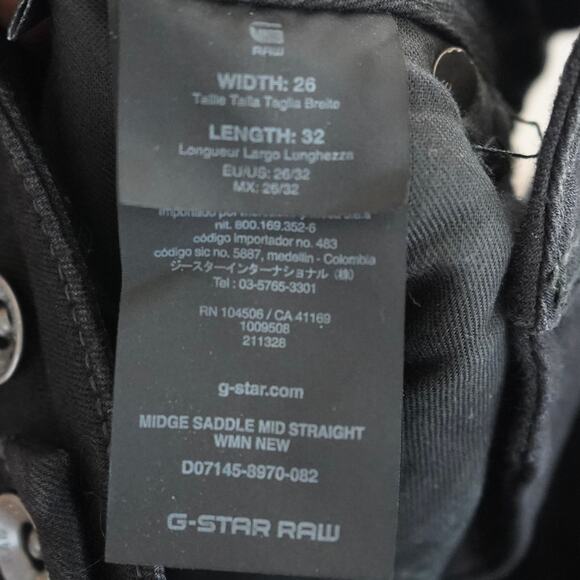 RAW
WIDTH: 26
Taille Talla Taglia Breite
LENGTH: 32
Longueur Largo Lunghezza
EU/US: 26/32
MX: 26/32
importado por
nit. 800.169.352-6
código importador no. 483
código sic no. 5887, medellin - Colombia
ジースターインターナショナル (株)
Tel : 03-5765-3301
RN 104506 / CA 41169
1009508
211328
g-star.com
MIDGE SADDLE MID STRAIGHT
WMN NEW
D07145-8970-082
G-STAR RAW